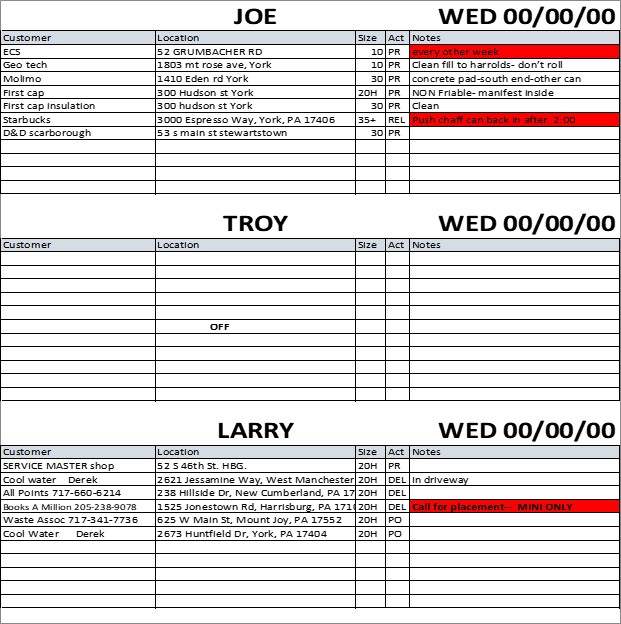 JOE WED 00/00/00
Customer Location Size Act Notes
ECS 52 GRUMBACHER RD 10 PR every other week
Geo tech 1803 mt rose ave, York 10 PR Clean fill to harrolds- don't roll
Molimo 1410 Eden rd York 30 PR concrete pad-south end-other can
First cap 300 Hudson st York 20H PR NON Friable- manifest inside
First cap insulation 300 hudson st York 30 PR Clean
Starbucks 3000 Espresso Way, York, PA 17406 35+ REL Push chaff can back in after 2:00
D&D scarborough 53 s main st stewartstown 30 PR
TROY WED 00/00/00
Customer Location Size Act Notes
OFF
LARRY WED 00/00/00
Customer Location Size Act Notes
SERVICE MASTER shop 52 S 46th St. HBG. 20H PR
Cool water Derek 2621 Jessamine Way, West Manchester 20H DEL In driveway
All Points 717-660-6214 238 Hillside Dr, New Cumberland, PA 17 20H DEL
Books A Million 205-238-9078 1525 Jonestown Rd, Harrisburg, PA 171 20H DEL Call for placement-- MINI ONLY
Waste Assoc 717-341-7736 625 W Main St, Mount Joy, PA 17552 20H PO
Cool Water Derek 2673 Huntfield Dr, York, PA 17404 20H PO